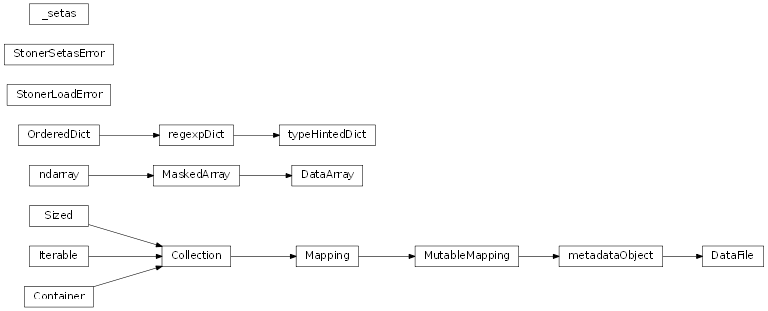 _setas
StonerSetasError
StonerLoadError
OrderedDict
regexpDict
typeHintedDict
ndarray
MaskedArray
DataArray
Sized
Iterable
Collection
Mapping
MutableMapping
metadataObject
DataFile
Container